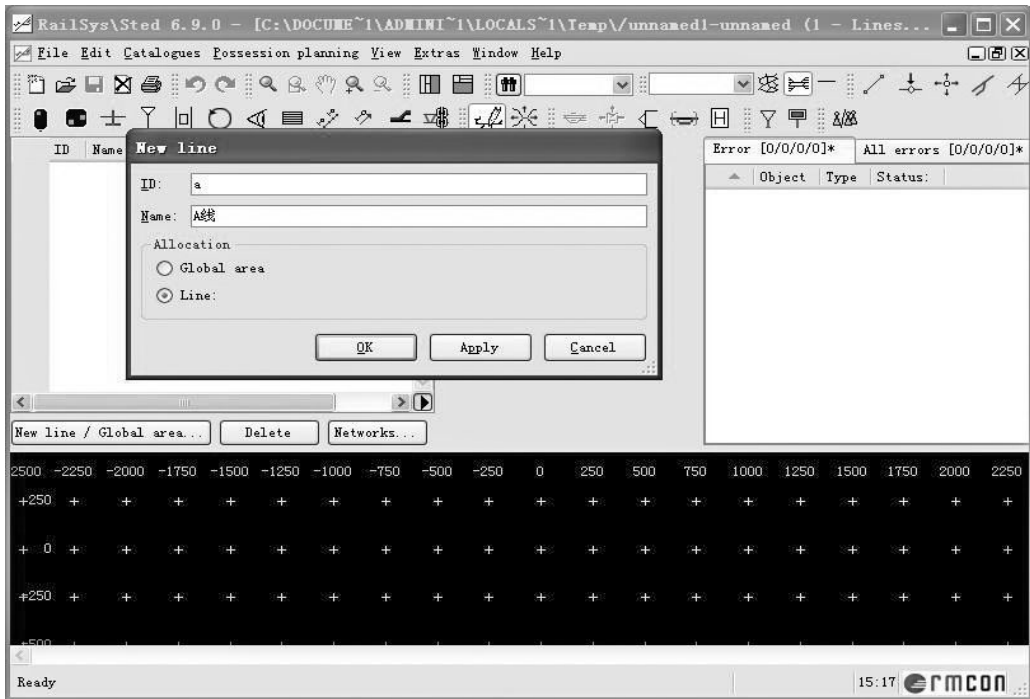 RailSys\Sted 6.9.0 - [C:\DOCUME~1\ADMINI~1\LOCALS~1\Temp\/unnamed1-unnamed (1 - Lines...
File Edit Catalogues Possession planning View Extras Window Help
ID Name
New line
ID: a
Name: A线
Allocation
Global area
Line:
OK Apply Cancel
Error [0/0/0/0]* All errors [0/0/0/0]*
Object Type Status:
New line / Global area... Delete Networks...
2500 -2250 -2000 -1750 -1500 -1250 -1000 -750 -500 -250 0 250 500 750 1000 1250 1500 1750 2000 2250
+250
0
+250
+500
Ready 15:17 rmcon